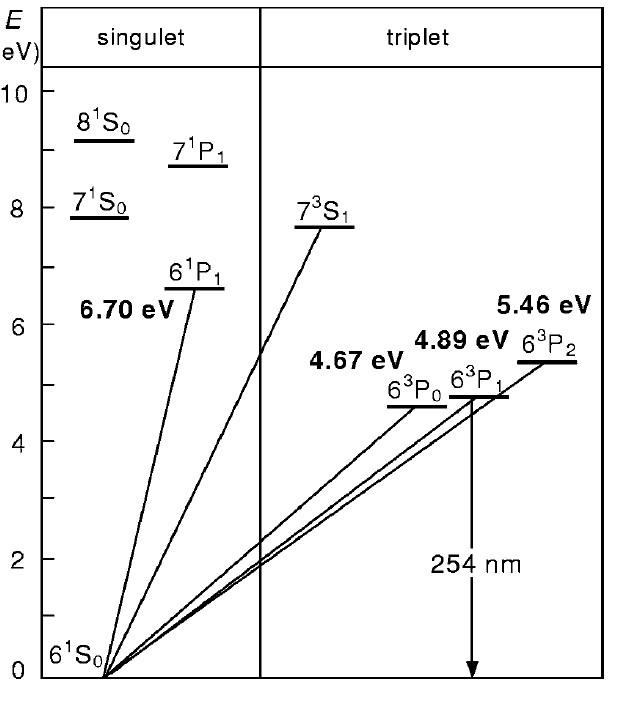 E
eV)
singulet
triplet
10
8¹S₀
7¹P₁
8
7¹S₀
7³S₁
6¹P₁
6.70 eV
5.46 eV
6
4.89 eV
6³P₂
4.67 eV
6³P₁
6³P₀
4
2
254 nm
6¹S₀
0